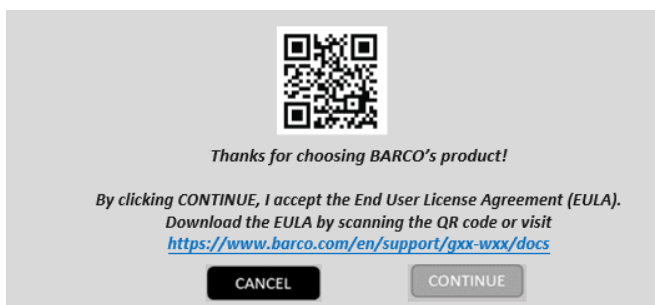 Thanks for choosing BARCO's product!
By clicking CONTINUE, I accept the End User License Agreement (EULA).
Download the EULA by scanning the QR code or visit
https://www.barco.com/en/support/gxx-wxx/docs
CANCEL CONTINUE